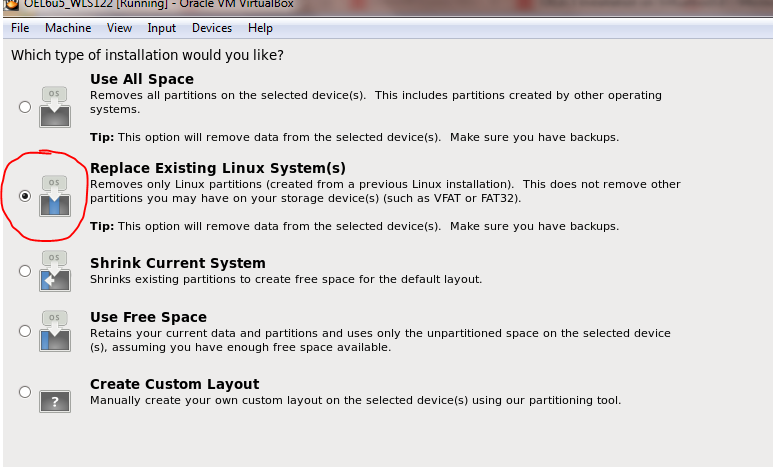 OEL6u5_WLS122 [Running] - Oracle VM VirtualBox
File Machine View Input Devices Help
Which type of installation would you like?
Use All Space
OS
Removes all partitions on the selected device(s). This includes partitions created by other operating
systems.
Tip: This option will remove data from the selected device(s). Make sure you have backups.
Replace Existing Linux System(s)
OS
Removes only Linux partitions (created from a previous Linux installation). This does not remove other
partitions you may have on your storage device(s) (such as VFAT or FAT32).
Tip: This option will remove data from the selected device(s). Make sure you have backups.
Shrink Current System
OS
Shrinks existing partitions to create free space for the default layout.
Use Free Space
OS
Retains your current data and partitions and uses only the unpartitioned space on the selected device
(s), assuming you have enough free space available.
Create Custom Layout
?
Manually create your own custom layout on the selected device(s) using our partitioning tool.